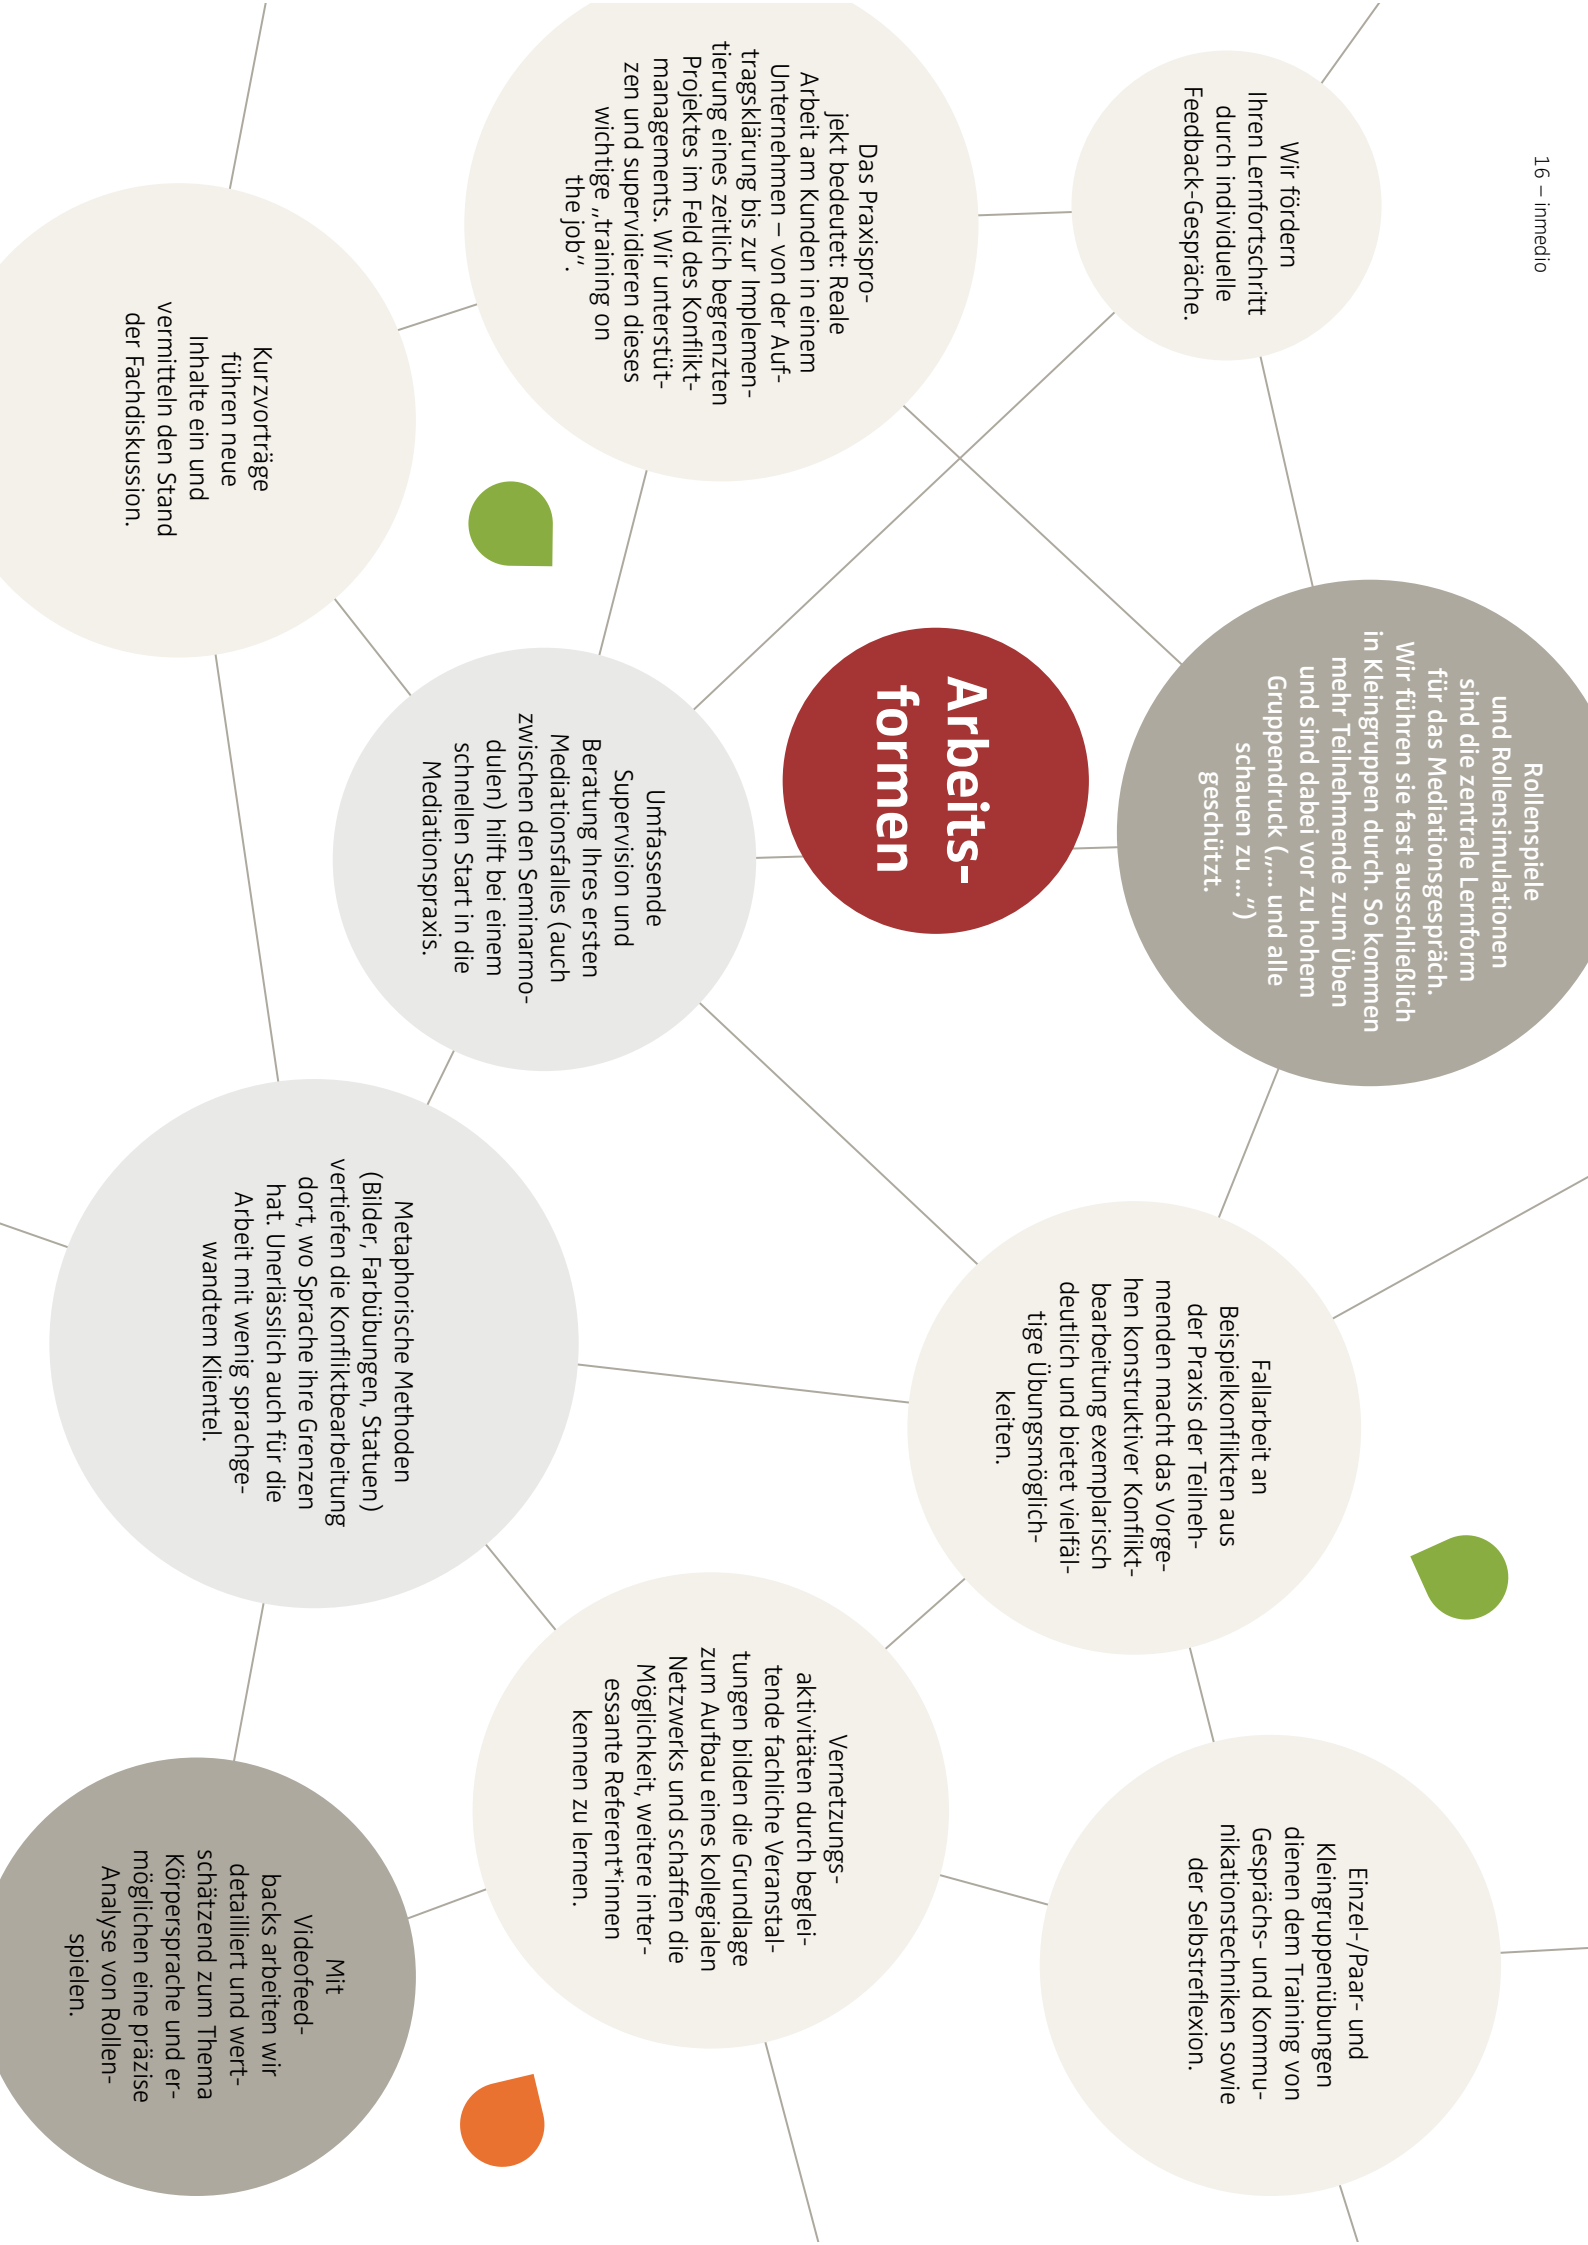 16 – inmedio
Wir fördern
Ihren Lernfortschritt
durch individuelle
Feedback-Gespräche.
Rollenspiele
und Rollensimulationen
sind die zentrale Lernform
für das Mediationsgespräch.
Wir führen sie fast ausschließlich
in Kleingruppen durch. So kommen
mehr Teilnehmende zum Üben
und sind dabei vor zu hohem
Gruppendruck („... und alle
schauen zu ...“)
geschützt.
Einzel-/Paar- und
Kleingruppenübungen
dienen dem Training von
Gesprächs- und Kommu-
nikationstechniken sowie
der Selbstreflexion.
Fallarbeit an
Beispielkonflikten aus
der Praxis der Teilneh-
menden macht das Vorge-
hen konstruktiver Konflikt-
bearbeitung exemplarisch
deutlich und bietet vielfäl-
tige Übungsmöglich-
keiten.
Arbeits-
formen
Das Praxispro-
jekt bedeutet: Reale
Arbeit am Kunden in einem
Unternehmen – von der Auf-
tragsklärung bis zur Implemen-
tierung eines zeitlich begrenzten
Projektes im Feld des Konflikt-
managements. Wir unterstüt-
zen und supervidieren dieses
wichtige „training on
the job“.
Vernetzungs-
aktivitäten durch beglei-
tende fachliche Veranstal-
tungen bilden die Grundlage
zum Aufbau eines kollegialen
Netzwerks und schaffen die
Möglichkeit, weitere inter-
essante Referent*innen
kennen zu lernen.
Umfassende
Supervision und
Beratung Ihres ersten
Mediationsfalles (auch
zwischen den Seminarmo-
dulen) hilft bei einem
schnellen Start in die
Mediationspraxis.
Metaphorische Methoden
(Bilder, Farbübungen, Statuen)
vertiefen die Konfliktbearbeitung
dort, wo Sprache ihre Grenzen
hat. Unerlässlich auch für die
Arbeit mit wenig sprachge-
wandtem Klientel.
Kurzvorträge
führen neue
Inhalte ein und
vermitteln den Stand
der Fachdiskussion.
Mit
Videofeed-
backs arbeiten wir
detailliert und wert-
schätzend zum Thema
Körpersprache und er-
möglichen eine präzise
Analyse von Rollen-
spielen.